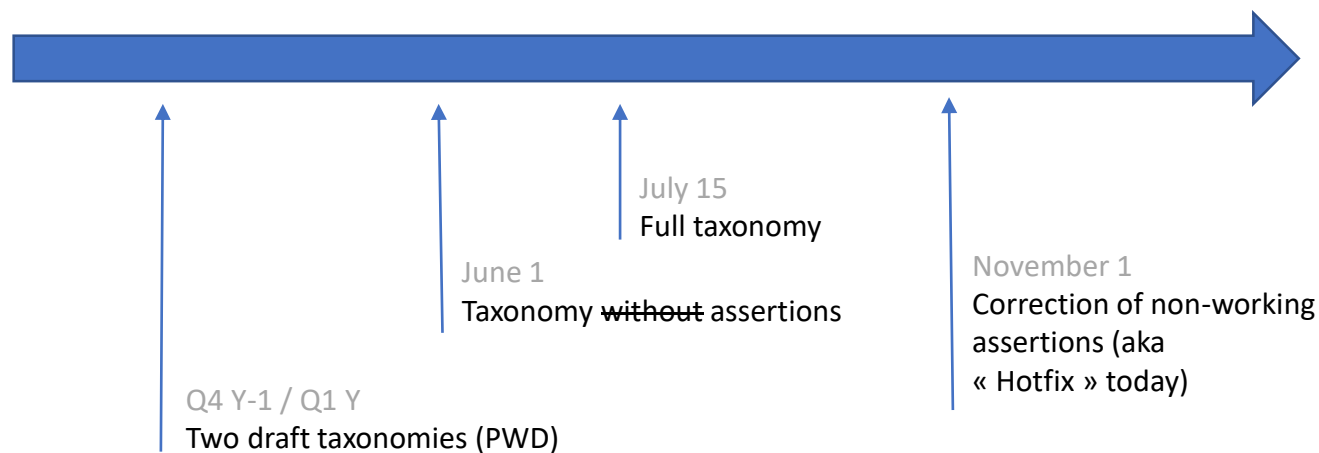 Q4 Y-1 / Q1 Y
Two draft taxonomies (PWD)
June 1
Taxonomy without assertions
July 15
Full taxonomy
November 1
Correction of non-working
assertions (aka
« Hotfix » today)